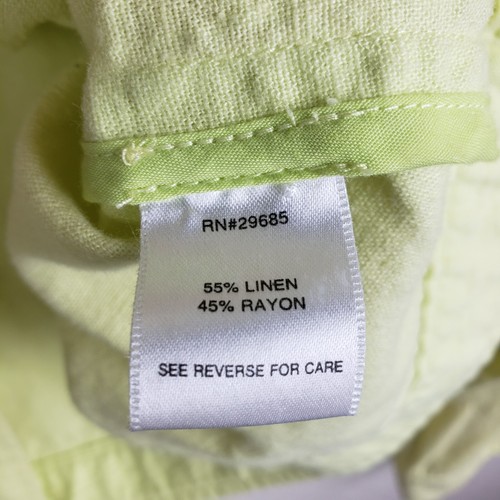 RN#29685
55% LINEN
45% RAYON
SEE REVERSE FOR CARE